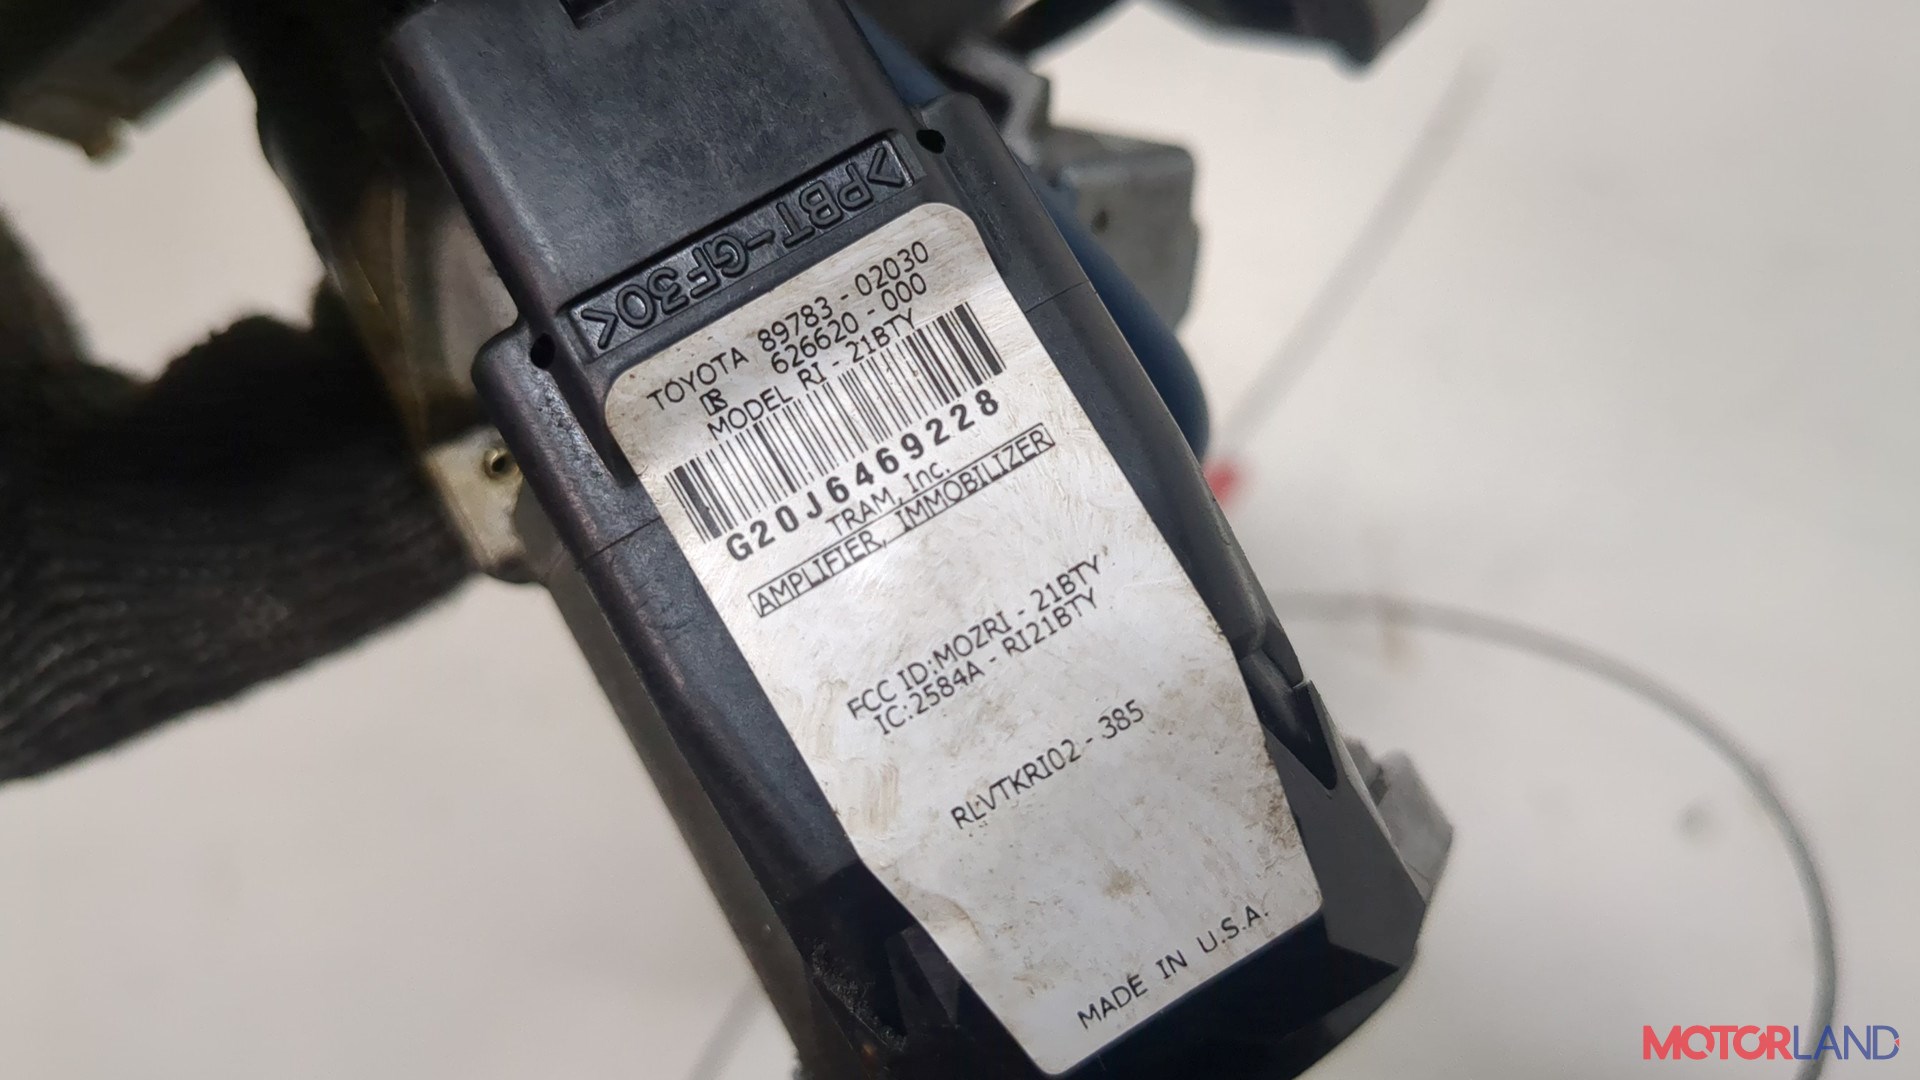 >PBT-GF30<
TOYOTA 89783-02030
626620-000
MODEL RI-21BTY
G20J6469228
TRAM, Inc.
AMPLIFIER, IMMOBILIZER
FCC ID:MOZRI-21BTY
IC:2584A-RI21BTY
RLVTKRI02-385
MADE IN U.S.A.
MOTORLAND